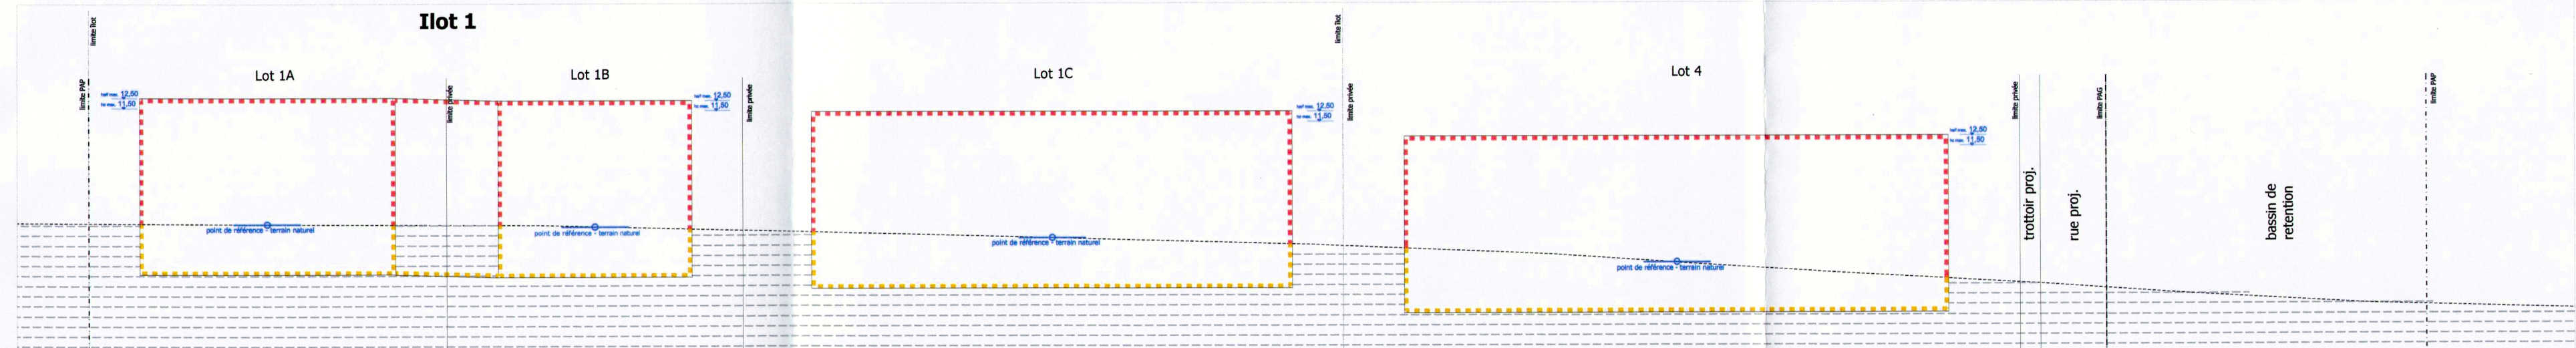 Ilot 1
limite îlot
limite PAP
Lot 1A
12,50
11,50
point de référence - terrain naturel
limite privée
Lot 1B
12,50
11,50
point de référence - terrain naturel
limite privée
Lot 1C
12,50
11,50
point de référence - terrain naturel
limite îlot
limite privée
Lot 4
12,50
11,50
point de référence - terrain naturel
limite privée
trottoir proj.
rue proj.
limite PAG
bassin de
retention
limite PAP